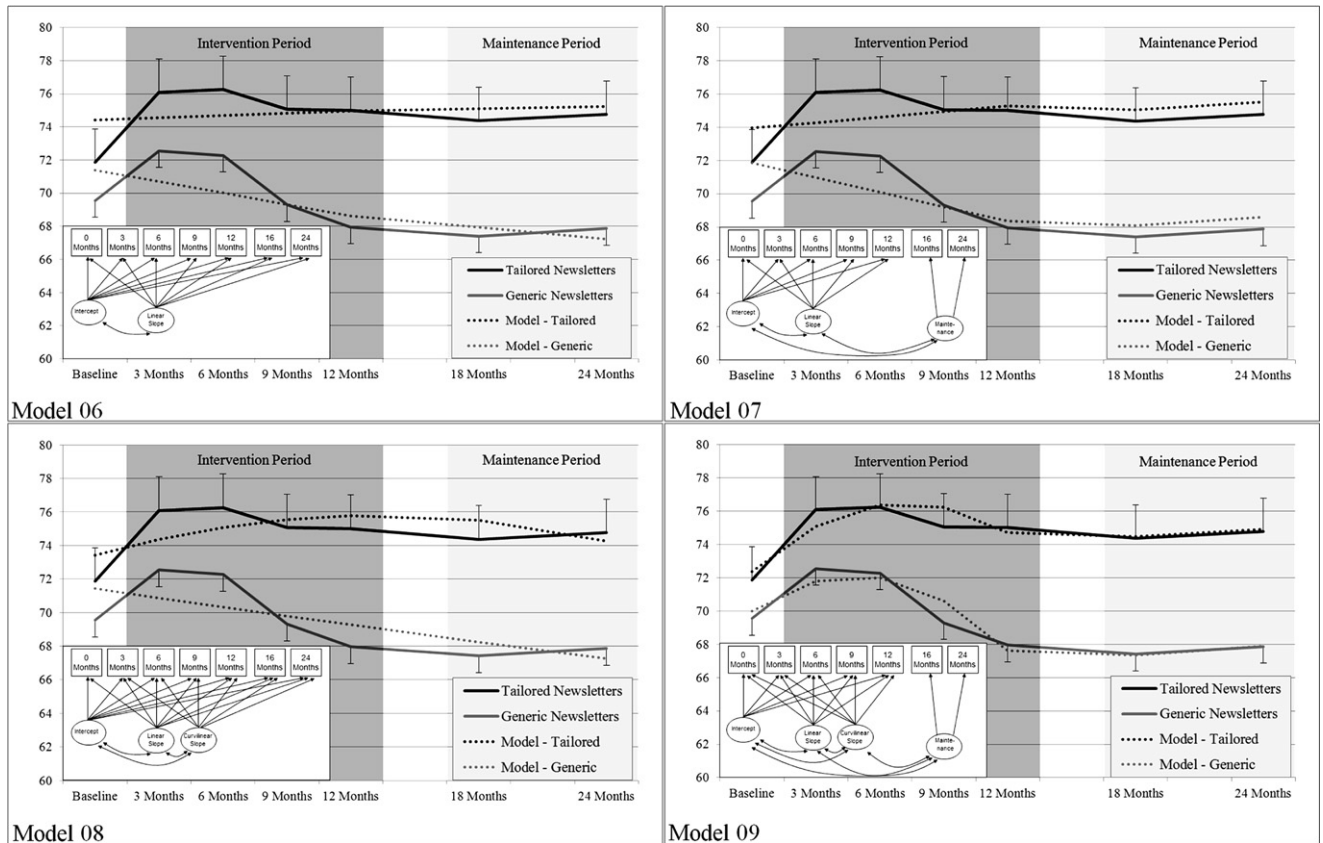 80
78
76
74
72
70
68
66
64
62
60
Intervention Period
Maintenance Period
0 Months
3 Months
6 Months
9 Months
12 Months
16 Months
24 Months
Intercept
Linear Slope
Tailored Newsletters
Generic Newsletters
Model - Tailored
Model - Generic
Baseline 3 Months 6 Months 9 Months 12 Months 18 Months 24 Months
Model 06
80
78
76
74
72
70
68
66
64
62
60
Intervention Period
Maintenance Period
0 Months
3 Months
6 Months
9 Months
12 Months
16 Months
24 Months
Intercept
Linear Slope
Mainte-
nance
Tailored Newsletters
Generic Newsletters
Model - Tailored
Model - Generic
Baseline 3 Months 6 Months 9 Months 12 Months 18 Months 24 Months
Model 07
80
78
76
74
72
70
68
66
64
62
60
Intervention Period
Maintenance Period
0 Months
3 Months
6 Months
9 Months
12 Months
16 Months
24 Months
Intercept
Linear Slope
Curvilinear Slope
Tailored Newsletters
Generic Newsletters
Model - Tailored
Model - Generic
Baseline 3 Months 6 Months 9 Months 12 Months 18 Months 24 Months
Model 08
80
78
76
74
72
70
68
66
64
62
60
Intervention Period
Maintenance Period
0 Months
3 Months
6 Months
9 Months
12 Months
16 Months
24 Months
Intercept
Linear Slope
Curvilinear Slope
Mainte-
nance
Tailored Newsletters
Generic Newsletters
Model - Tailored
Model - Generic
Baseline 3 Months 6 Months 9 Months 12 Months 18 Months 24 Months
Model 09